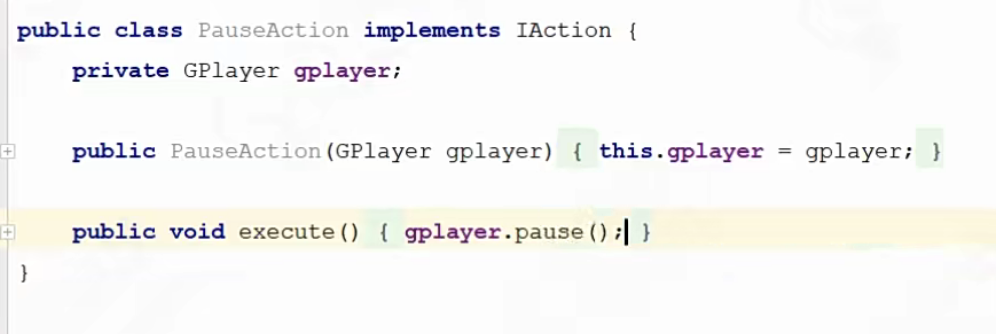 public class PauseAction implements IAction {
private GPlayer gplayer;
public PauseAction(GPlayer gplayer) { this.gplayer = gplayer; }
public void execute() { gplayer.pause(); }
}